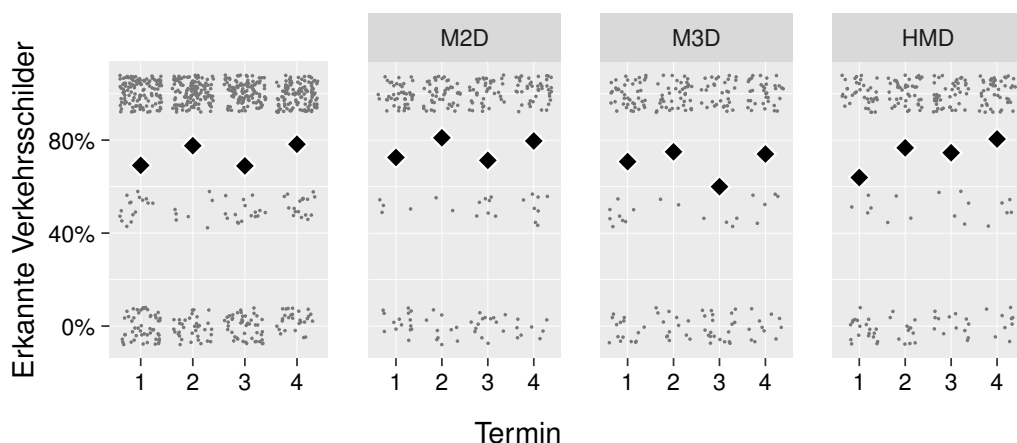 M2D M3D HMD
Erkannte Verkehrsschilder
80%
40%
0%
1 2 3 4 1 2 3 4 1 2 3 4 1 2 3 4
Termin